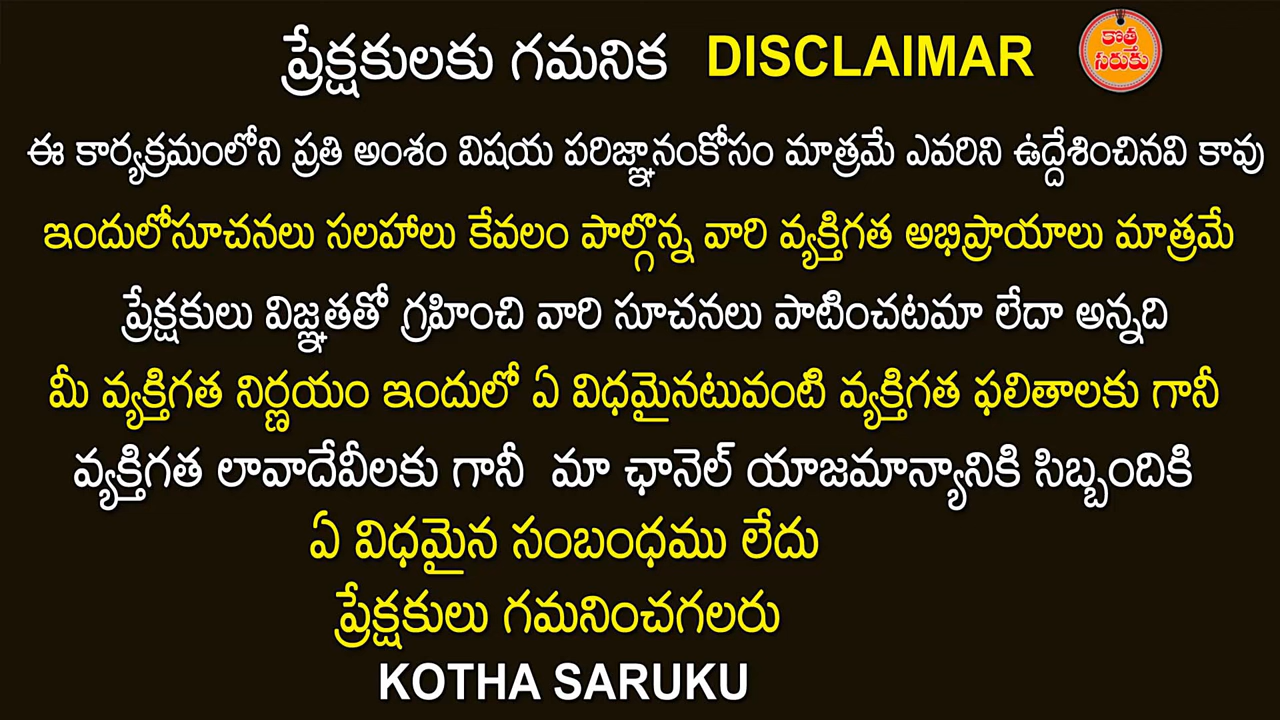 ప్రేక్షకులకు గమనిక DISCLAIMAR
కొత్త
సరుకు
ఈ కార్యక్రమంలోని ప్రతి అంశం విషయ పరిజ్ఞానంకోసం మాత్రమే ఎవరిని ఉద్దేశించినవి కావు
ఇందులోసూచనలు సలహాలు కేవలం పాల్గొన్న వారి వ్యక్తిగత అభిప్రాయాలు మాత్రమే
ప్రేక్షకులు విజ్ఞతతో గ్రహించి వారి సూచనలు పాటించటమా లేదా అన్నది
మీ వ్యక్తిగత నిర్ణయం ఇందులో ఏ విధమైనటువంటి వ్యక్తిగత ఫలితాలకు గానీ
వ్యక్తిగత లావాదేవీలకు గానీ మా ఛానెల్ యాజమాన్యానికి సిబ్బందికి
ఏ విధమైన సంబంధము లేదు
ప్రేక్షకులు గమనించగలరు
KOTHA SARUKU